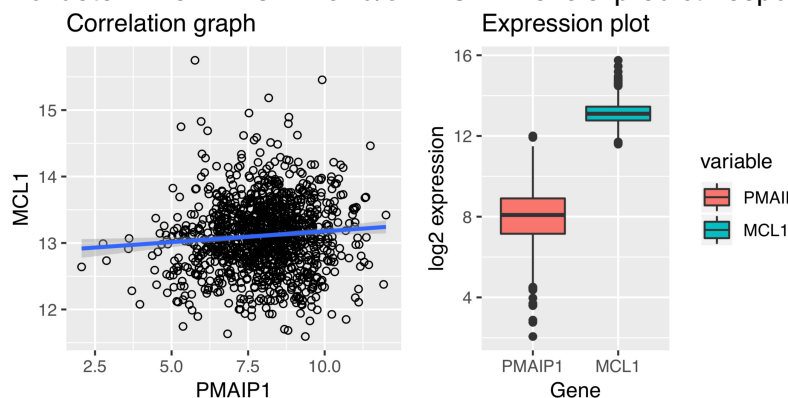 Correlation graph
Expression plot
15
14
13
12
MCL1
2.5 5.0 7.5 10.0
PMAIP1
16
12
8
4
log2 expression
PMAIP1 MCL1
Gene
variable
PMAI
MCL1